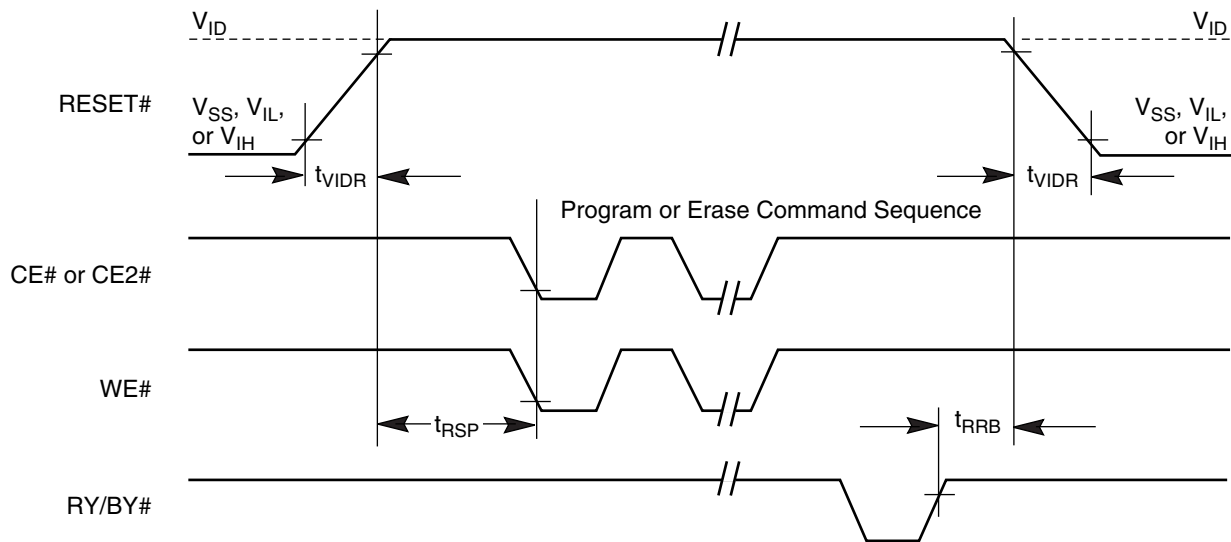 V_ID V_ID
RESET#
V_SS, V_IL,
or V_IH
V_SS, V_IL,
or V_IH
t_VIDR t_VIDR
Program or Erase Command Sequence
CE# or CE2#
WE#
t_RSP t_RRB
RY/BY#